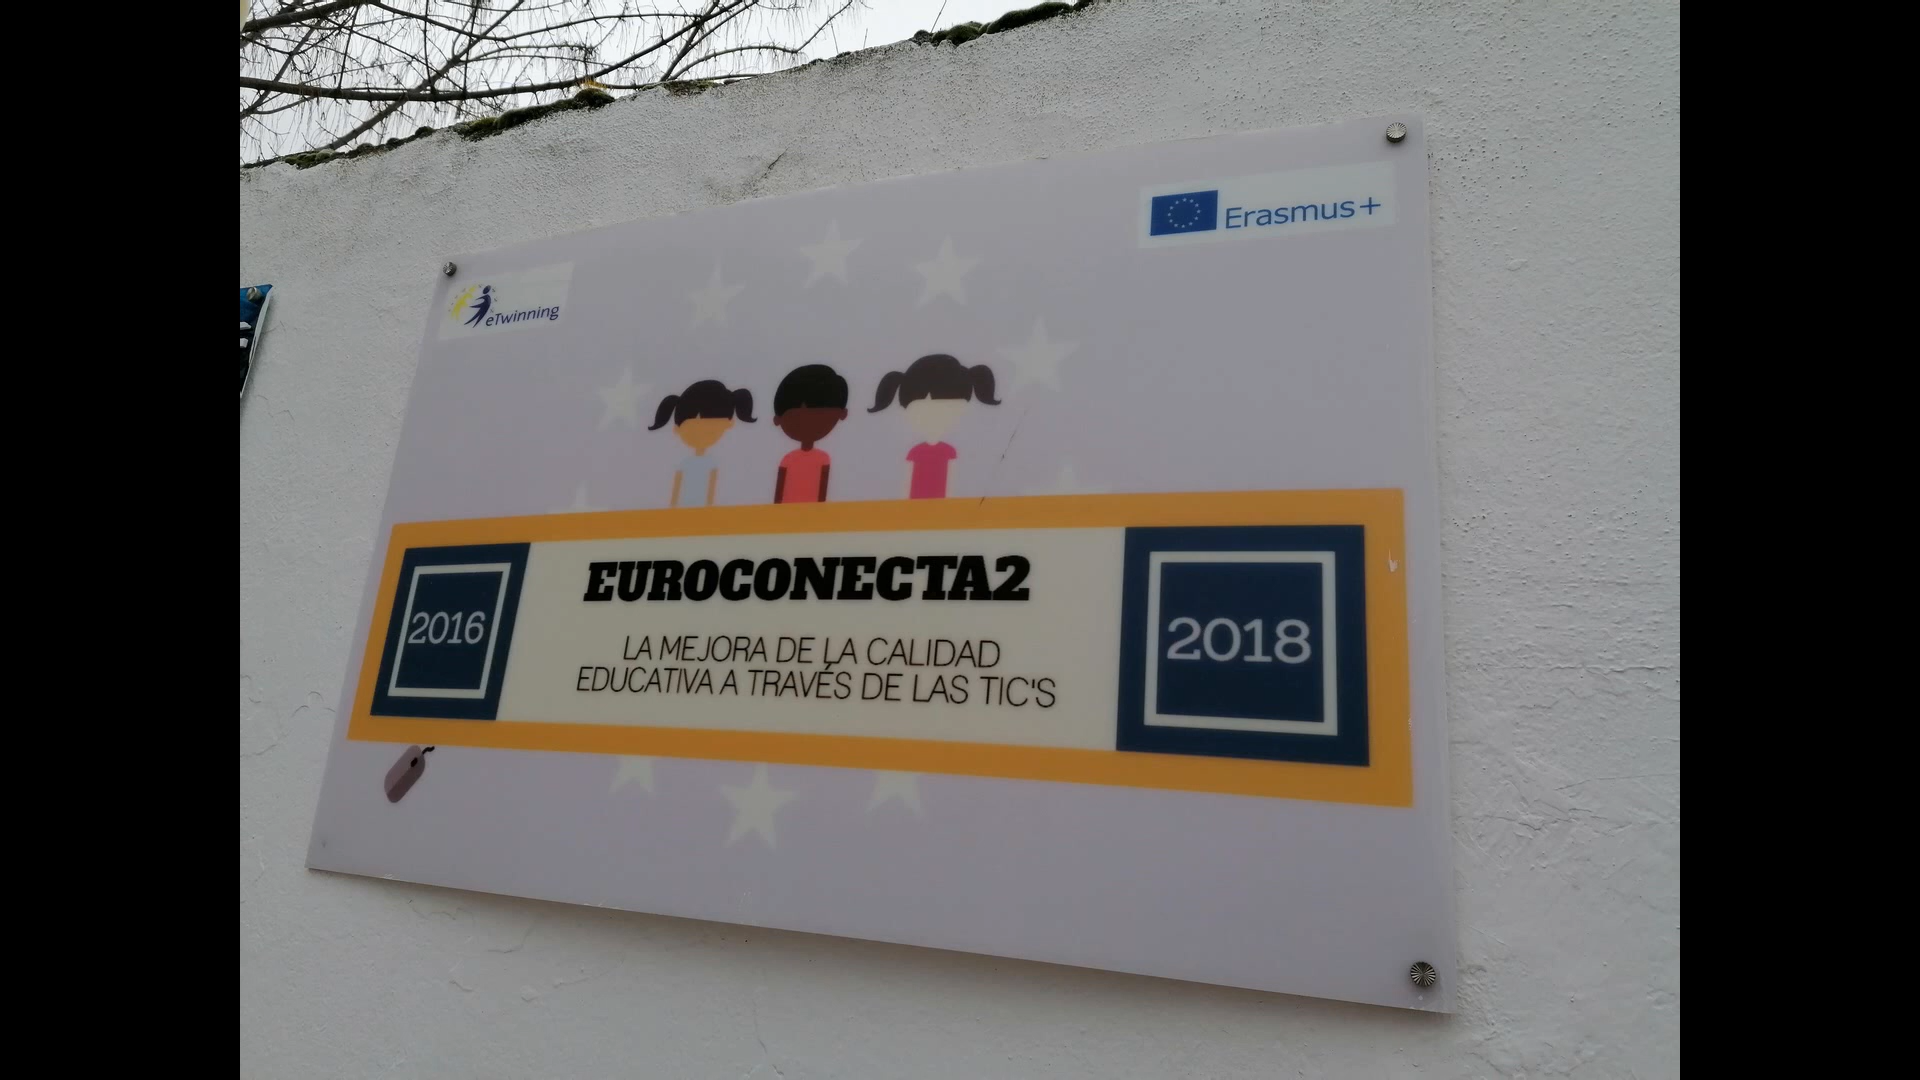 eTwinning
Erasmus+
2016
EUROCONECTA2
LA MEJORA DE LA CALIDAD
EDUCATIVA A TRAVÉS DE LAS TIC'S
2018